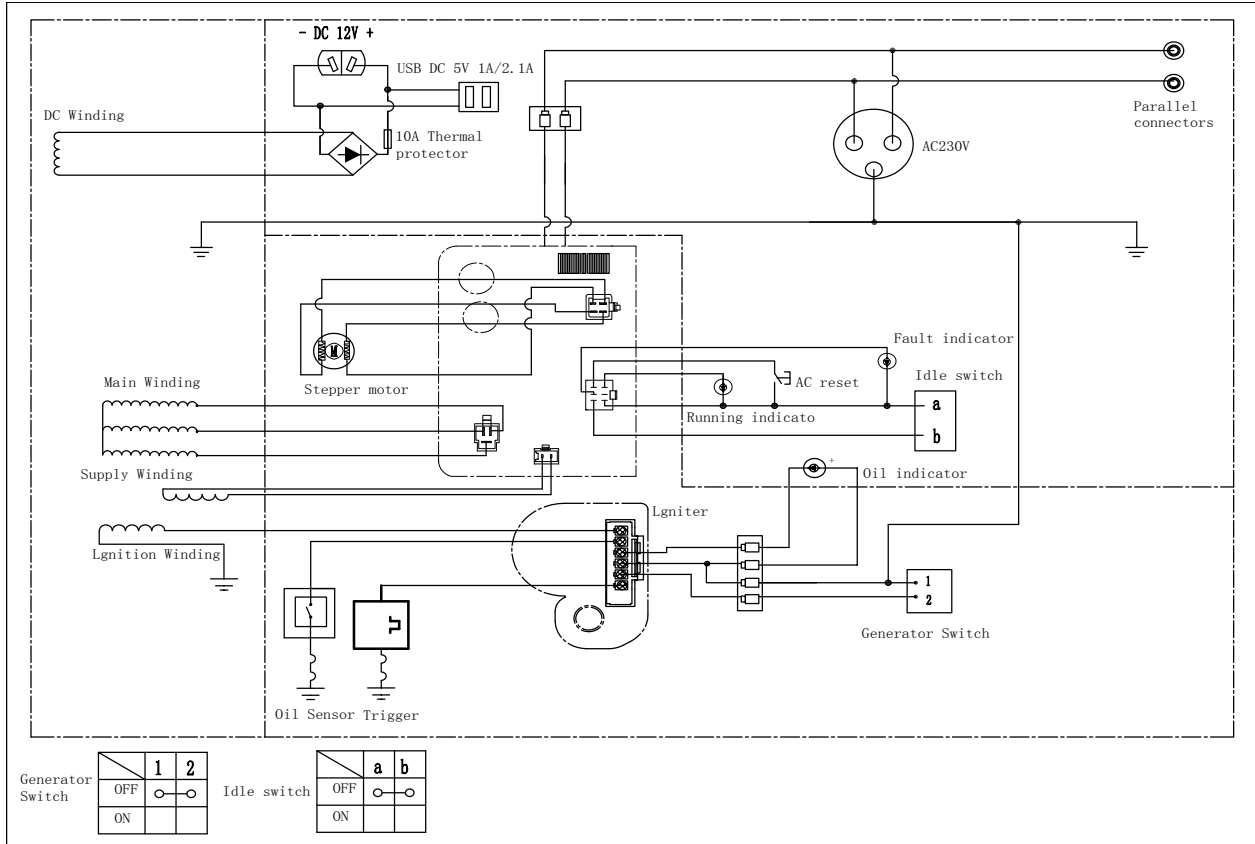 - DC 12V +
USB DC 5V 1A/2.1A
DC Winding
10A Thermal
protector
Parallel
connectors
AC230V
Fault indicator
Stepper motor
M
Main Winding
AC reset
Idle switch
a
b
Running indicato
Supply Winding
+
Oil indicator
Lgniter
Lgnition Winding
1
2
Generator Switch
Oil Sensor
Trigger
Generator
Switch
1 2
OFF
ON
Idle switch
a b
OFF
ON